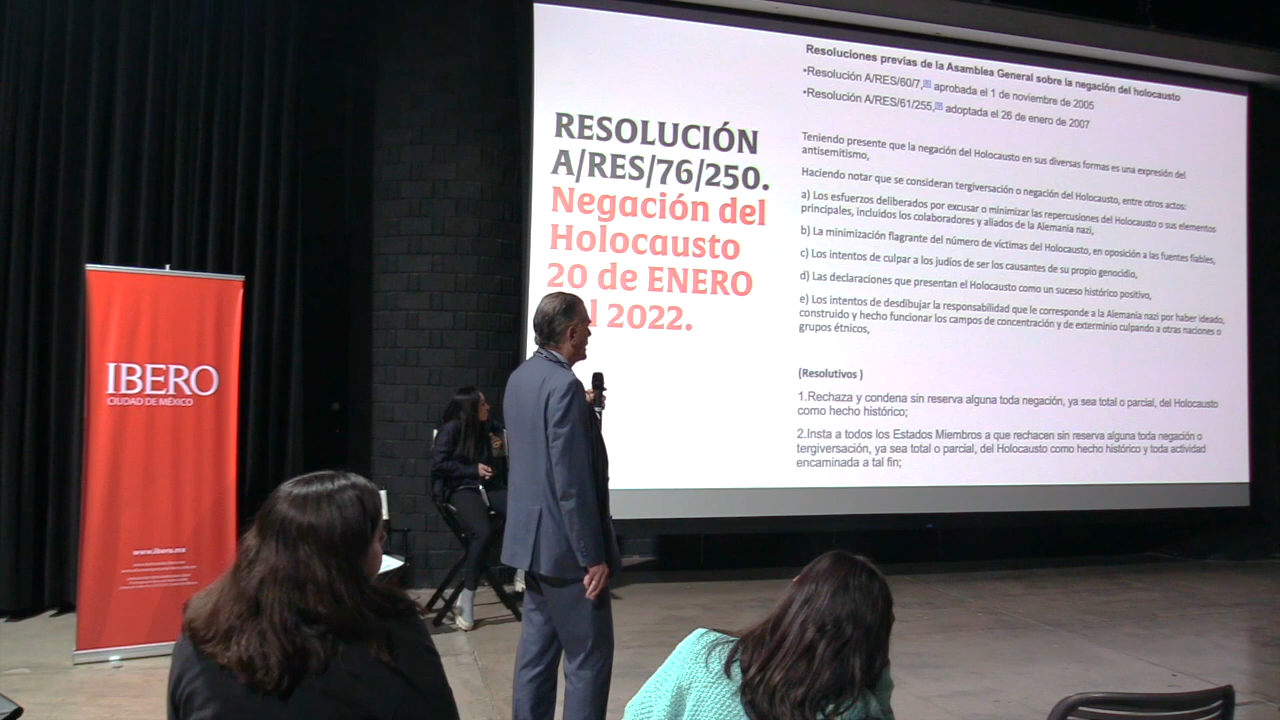 IBERO
CIUDAD DE MÉXICO
www.ibero.mx
RESOLUCIÓN
A/RES/76/250.
Negación del
Holocausto
20 de ENERO
l 2022.
Resoluciones previas de la Asamblea General sobre la negación del holocausto
•Resolución A/RES/60/7, aprobada el 1 de noviembre de 2005
•Resolución A/RES/61/255, adoptada el 26 de enero de 2007
Teniendo presente que la negación del Holocausto en sus diversas formas es una expresión del
antisemitismo,
Haciendo notar que se consideran tergiversación o negación del Holocausto, entre otros actos:
a) Los esfuerzos deliberados por excusar o minimizar las repercusiones del Holocausto o sus elementos
principales, incluidos los colaboradores y aliados de la Alemania nazi,
b) La minimización flagrante del número de víctimas del Holocausto, en oposición a las fuentes fiables,
c) Los intentos de culpar a los judíos de ser los causantes de su propio genocidio,
d) Las declaraciones que presentan el Holocausto como un suceso histórico positivo,
e) Los intentos de desdibujar la responsabilidad que le corresponde a la Alemania nazi por haber ideado,
construido y hecho funcionar los campos de concentración y de exterminio culpando a otras naciones o
grupos étnicos,
(Resolutivos )
1.Rechaza y condena sin reserva alguna toda negación, ya sea total o parcial, del Holocausto
como hecho histórico;
2.Insta a todos los Estados Miembros a que rechacen sin reserva alguna toda negación o
tergiversación, ya sea total o parcial, del Holocausto como hecho histórico y toda actividad
encaminada a tal fin;